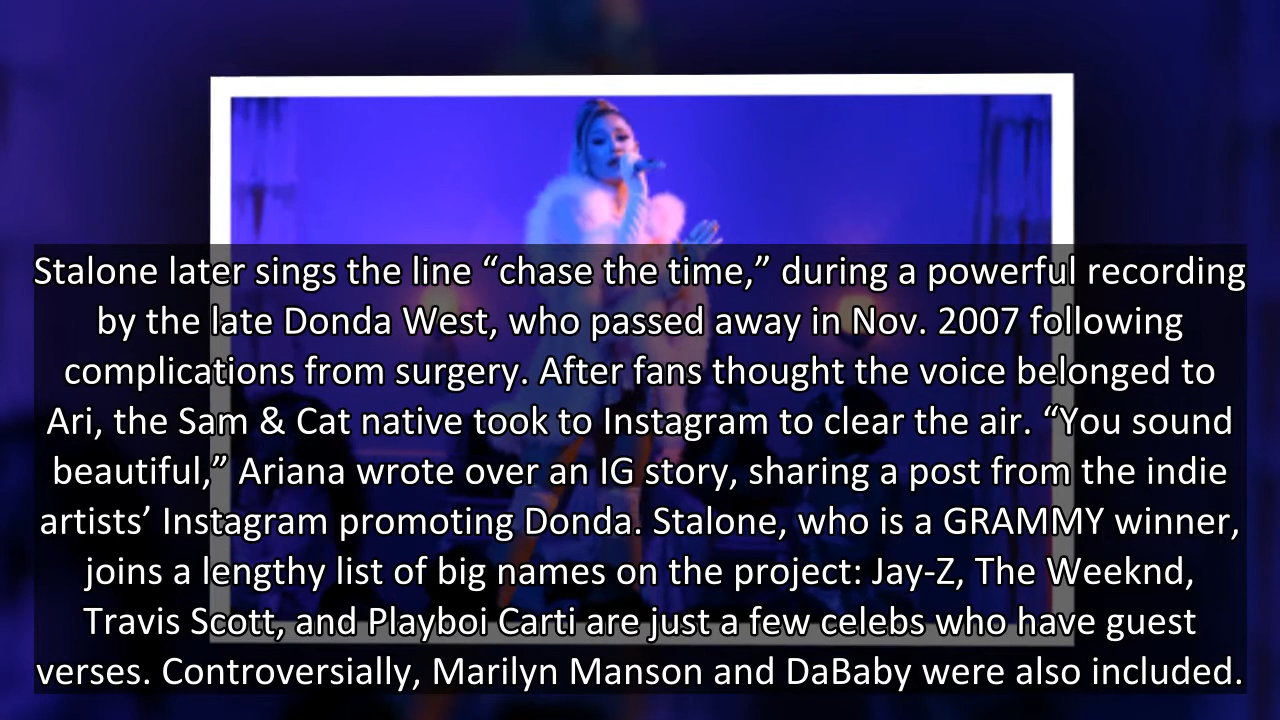 Stalone later sings the line “chase the time,” during a powerful recording
by the late Donda West, who passed away in Nov. 2007 following
complications from surgery. After fans thought the voice belonged to
Ari, the Sam & Cat native took to Instagram to clear the air. “You sound
beautiful,” Ariana wrote over an IG story, sharing a post from the indie
artists’ Instagram promoting Donda. Stalone, who is a GRAMMY winner,
joins a lengthy list of big names on the project: Jay-Z, The Weeknd,
Travis Scott, and Playboi Carti are just a few celebs who have guest
verses. Controversially, Marilyn Manson and DaBaby were also included.